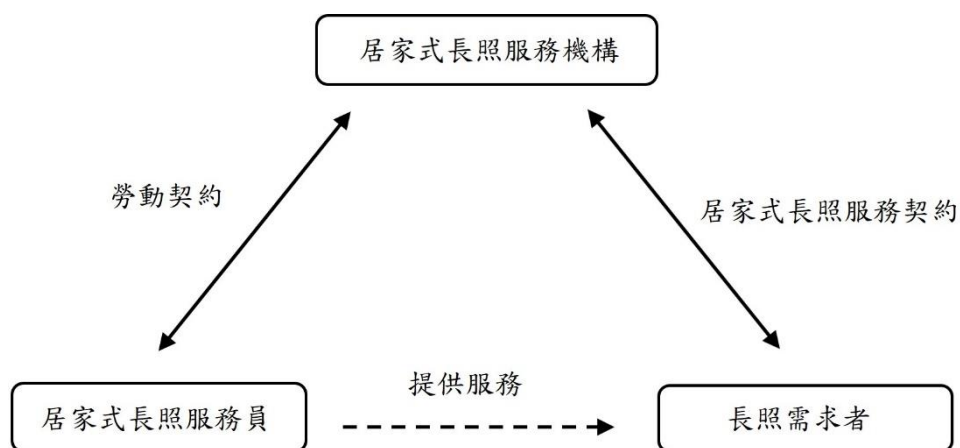 居家式長照服務機構
勞動契約
居家式長照服務契約
提供服務
居家式長照服務員
長照需求者